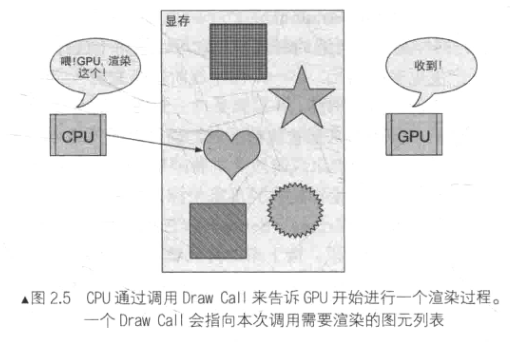 显存
喂!GPU, 渲染
这个!
收到!
CPU
GPU
▲图 2.5 CPU 通过调用 Draw Call 来告诉 GPU 开始进行一个渲染过程。
一个 Draw Call 会指向本次调用需要渲染的图元列表